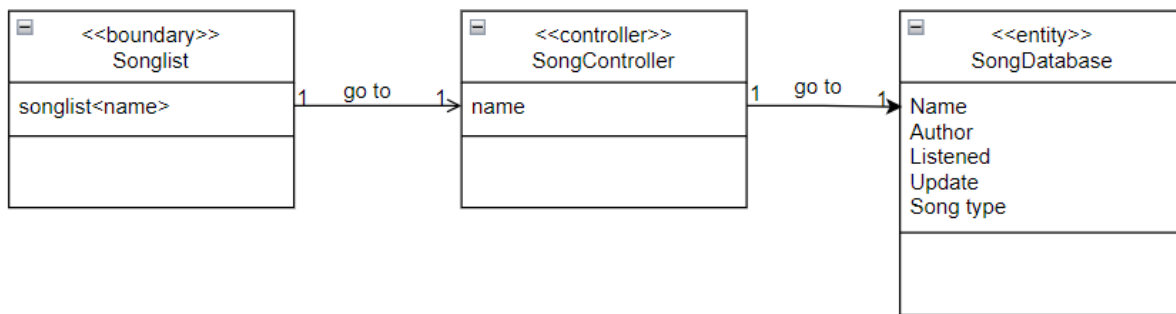 <<boundary>>
Songlist
songlist<name>
1
go to
1
<<controller>>
SongController
name
1
go to
1
<<entity>>
SongDatabase
Name
Author
Listened
Update
Song type